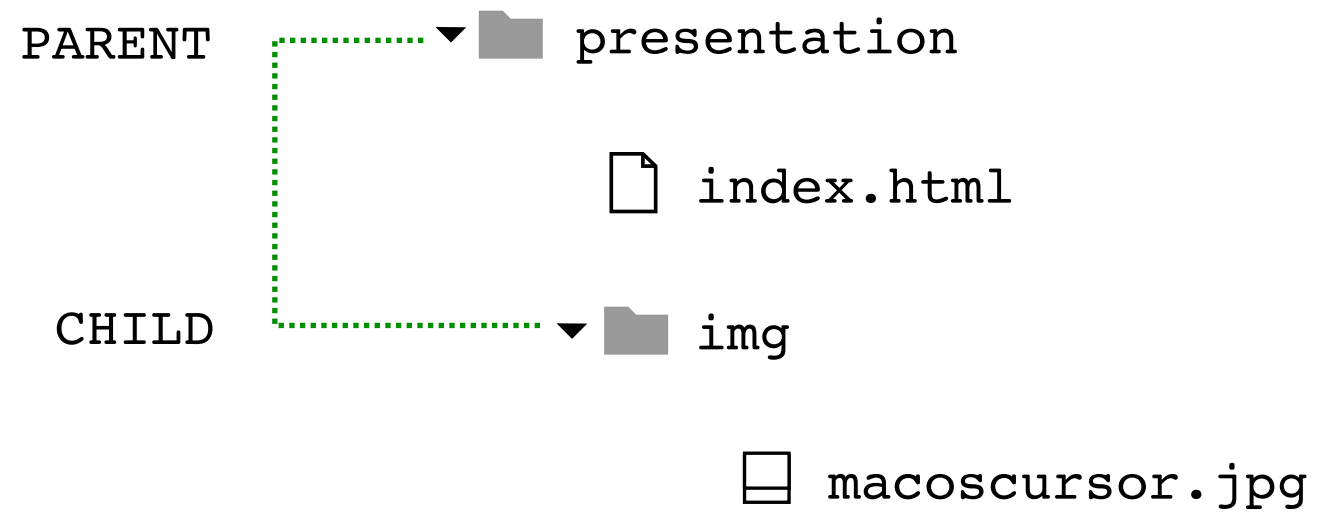 PARENT presentation
index.html
CHILD img
macoscursor.jpg